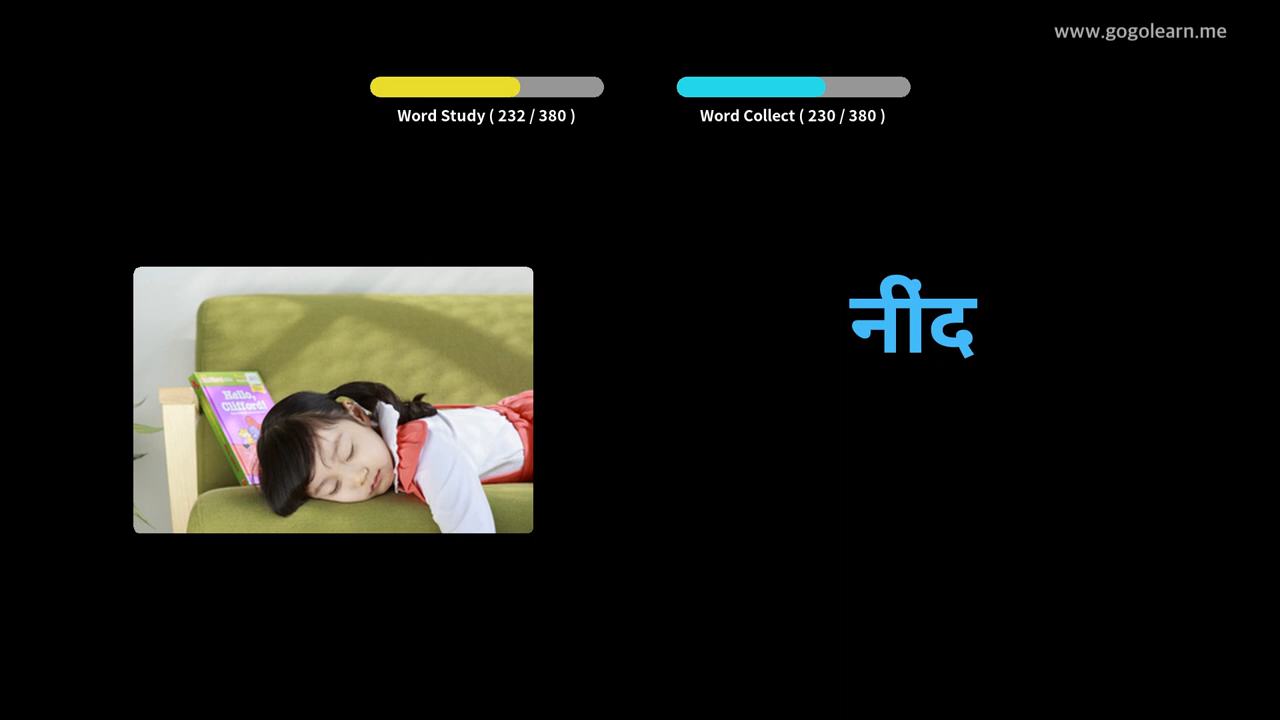 www.gogolearn.me
Word Study ( 232 / 380 )
Word Collect ( 230 / 380 )
नींद
Hello,
Clifford!